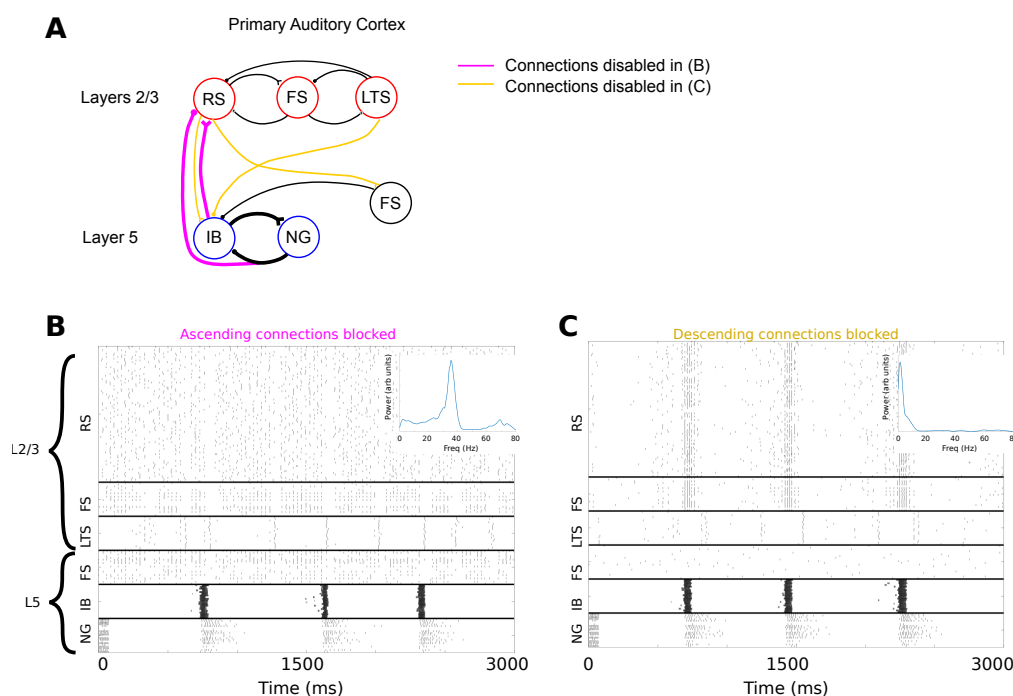 A
Primary Auditory Cortex
Connections disabled in (B)
Connections disabled in (C)
Layers 2/3
RS
FS
LTS
FS
Layer 5
IB
NG
B
Ascending connections blocked
L2/3
RS
FS
LTS
L5
FS
IB
NG
Power (arb units)
0 20 40 60 80
Freq (Hz)
0 1500 3000
Time (ms)
C
Descending connections blocked
RS
FS
LTS
FS
IB
NG
Power (arb units)
0 20 40 60 80
Freq (Hz)
0 1500 3000
Time (ms)